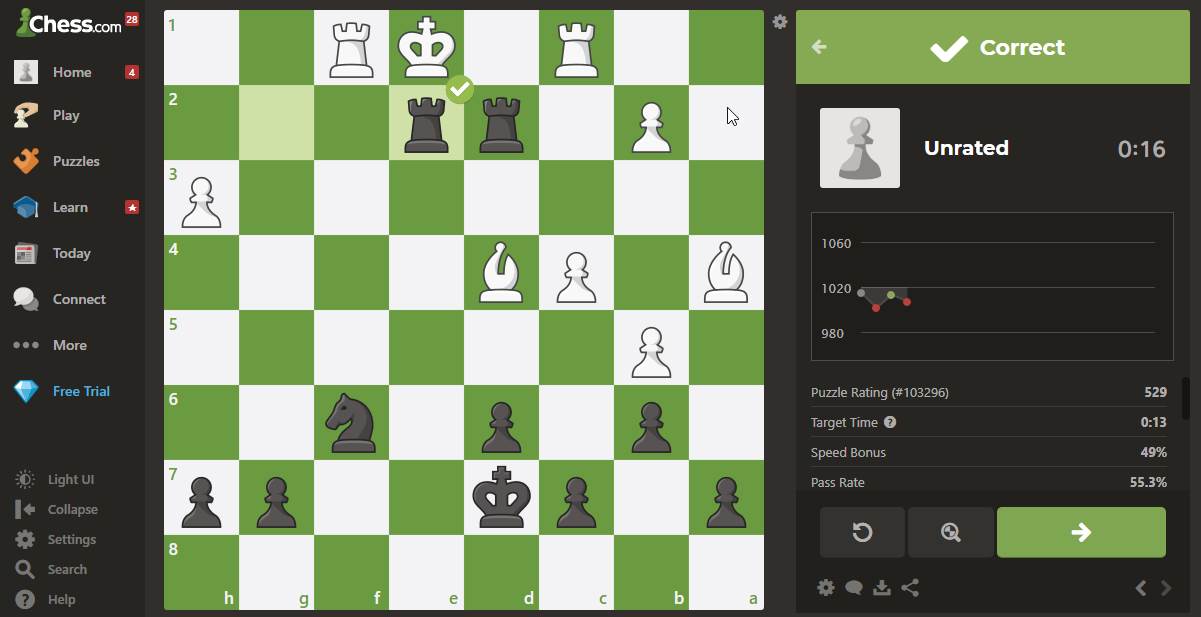 Chess.com 28
Home 4
Play
Puzzles
Learn
Today
Connect
More
Free Trial
Light UI
Collapse
Settings
Search
Help
1
2
3
4
5
6
7
8
h g f e d c b a
Correct
Unrated 0:16
1060
1020
980
Puzzle Rating (#103296) 529
Target Time ? 0:13
Speed Bonus 49%
Pass Rate 55.3%